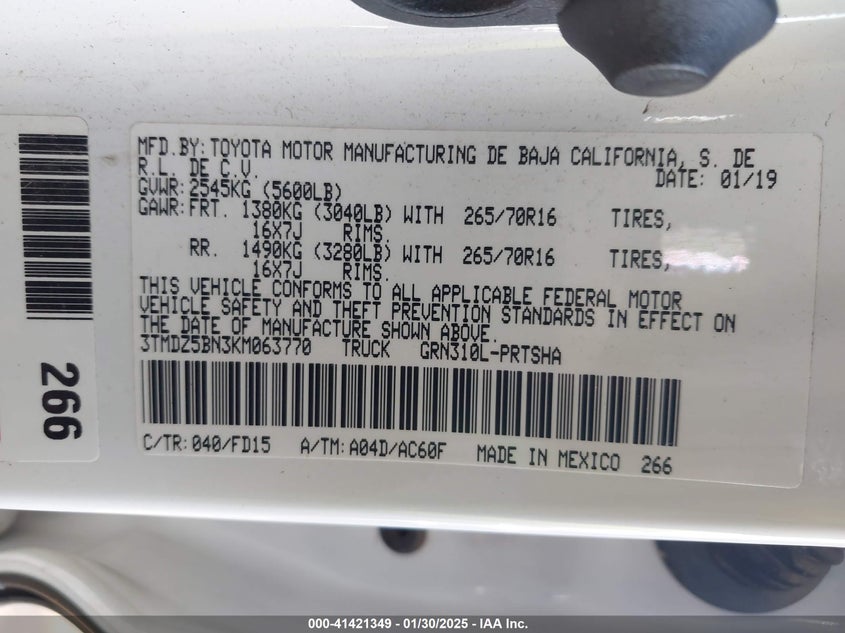 MFD.BY: TOYOTA MOTOR MANUFACTURING DE BAJA CALIFORNIA, S. DE
R.L. DE C.V. DATE: 01/19
GVWR: 2545KG (5600LB)
GAWR: FRT. 1380KG (3040LB) WITH 265/70R16 TIRES,
16X7J RIMS.
RR. 1490KG (3280LB) WITH 265/70R16 TIRES,
16X7J RIMS.
THIS VEHICLE CONFORMS TO ALL APPLICABLE FEDERAL MOTOR
VEHICLE SAFETY AND THEFT PREVENTION STANDARDS IN EFFECT ON
THE DATE OF MANUFACTURE SHOWN ABOVE.
3TMDZ5BN3KM063770 TRUCK GRN310L-PRTSHA
C/TR: 040/FD15 A/TM: A04D/AC60F MADE IN MEXICO 266
266
000-41421349 - 01/30/2025 - IAA Inc.